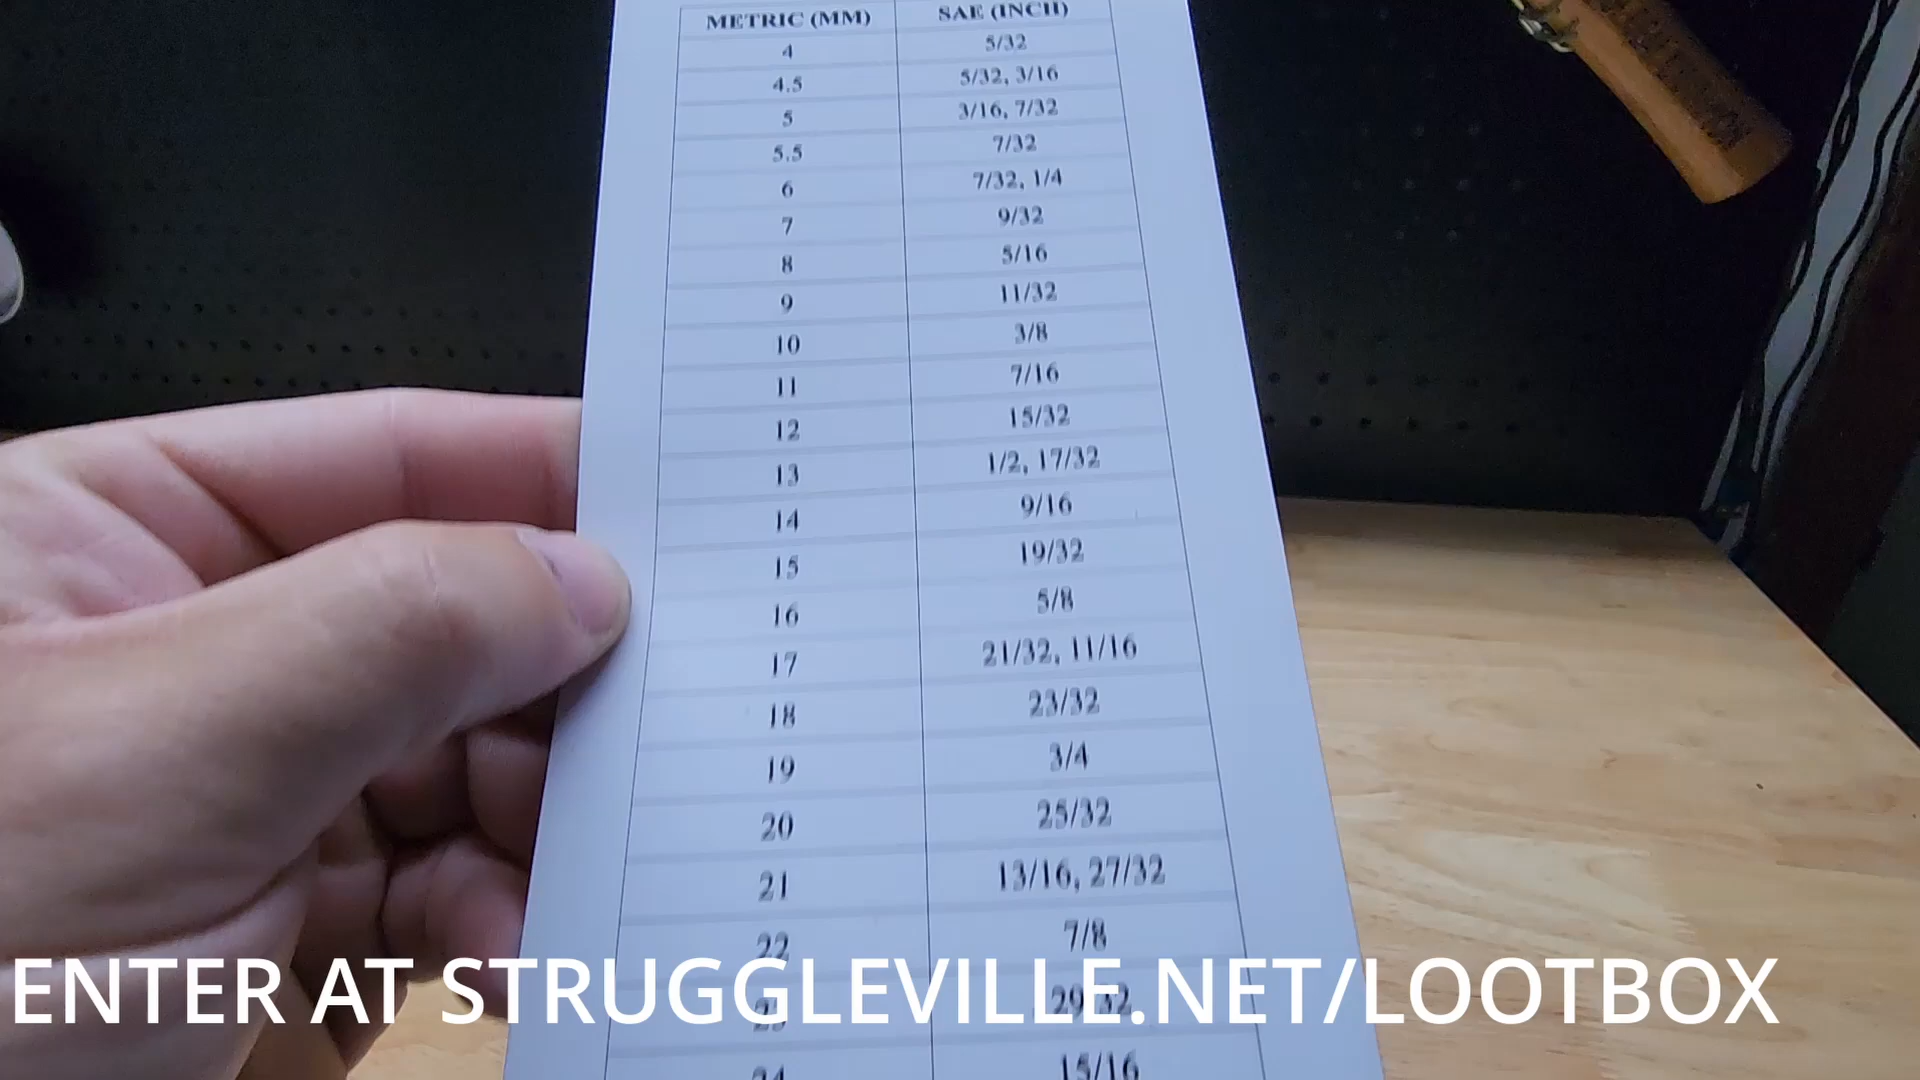 METRIC (MM) SAE (INCH)
4 5/32
4.5 5/32, 3/16
5 3/16, 7/32
5.5 7/32
6 7/32, 1/4
7 9/32
8 5/16
9 11/32
10 3/8
11 7/16
12 15/32
13 1/2, 17/32
14 9/16
15 19/32
16 5/8
17 21/32, 11/16
18 23/32
19 3/4
20 25/32
21 13/16, 27/32
22 7/8
23 29/32
24 15/16
ENTER AT STRUGGLEVILLE.NET/LOOTBOX